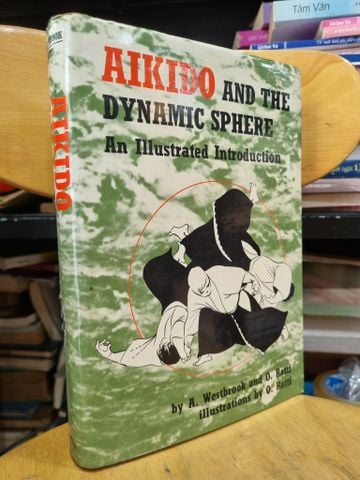 AIKIDO AND THE
DYNAMIC SPHERE
An Illustrated Introduction
by A. Westbrook and O. Ratti
illustrations by O. Ratti
AIKIDO
Tâm Vân